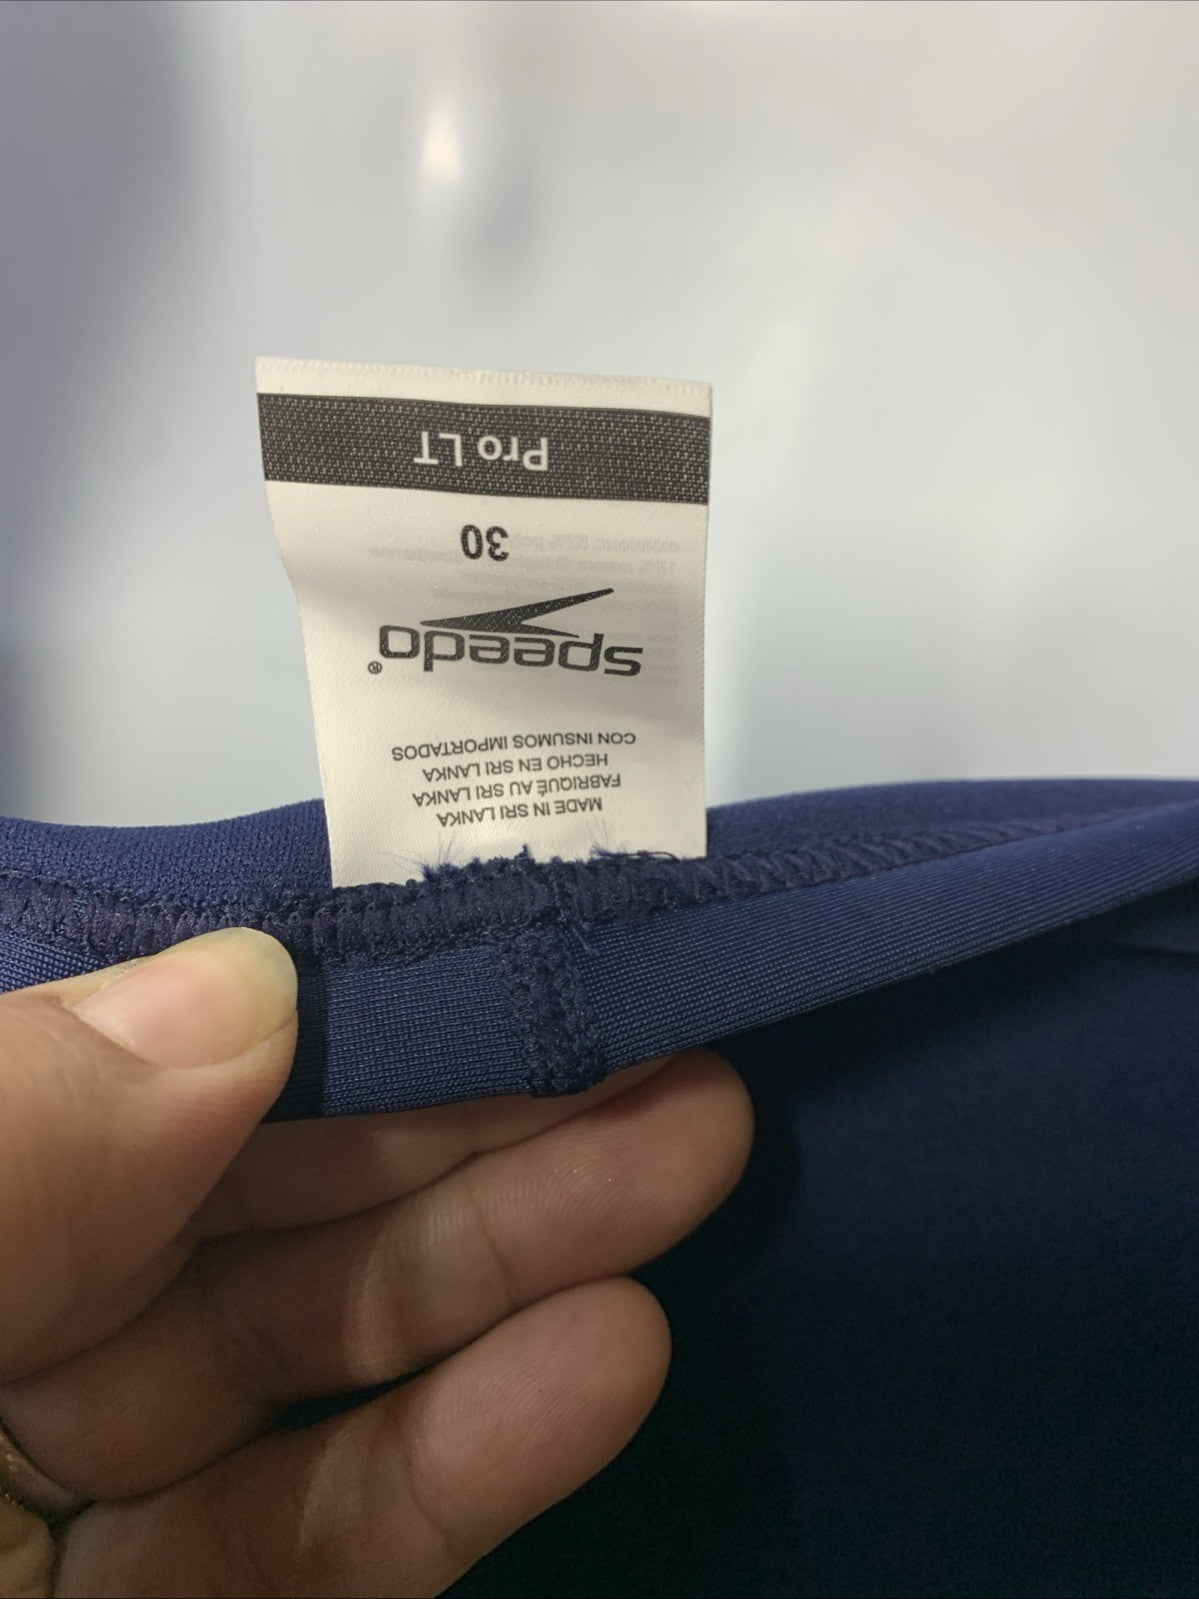 MADE IN SRI LANKA
FABRIQUÉ AU SRI LANKA
HECHO EN SRI LANKA
CON INSUMOS IMPORTADOS
speedo®
30
Pro LT